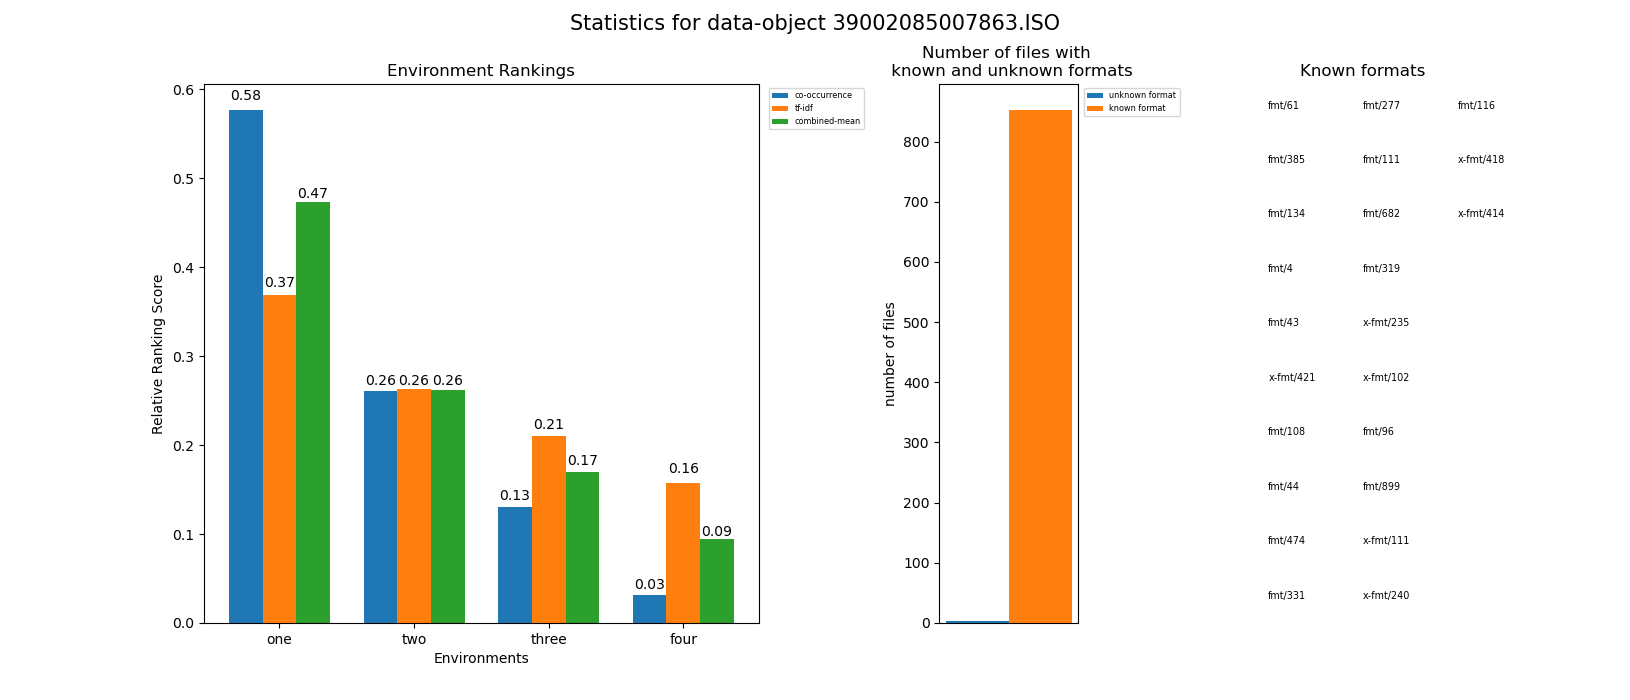 Statistics for data-object 39002085007863.ISO
Environment Rankings
0.6
0.5
0.4
0.3
0.2
0.1
0.0
Relative Ranking Score
0.58
0.37
0.47
0.26 0.26 0.26
0.13
0.21
0.17
0.03
0.16
0.09
one two three four
Environments
co-occurrence
tf-idf
combined-mean
Number of files with
known and unknown formats
800
700
600
500
400
300
200
100
0
number of files
unknown format
known format
Known formats
fmt/61 fmt/277 fmt/116
fmt/385 fmt/111 x-fmt/418
fmt/134 fmt/682 x-fmt/414
fmt/4 fmt/319
fmt/43 x-fmt/235
x-fmt/421 x-fmt/102
fmt/108 fmt/96
fmt/44 fmt/899
fmt/474 x-fmt/111
fmt/331 x-fmt/240